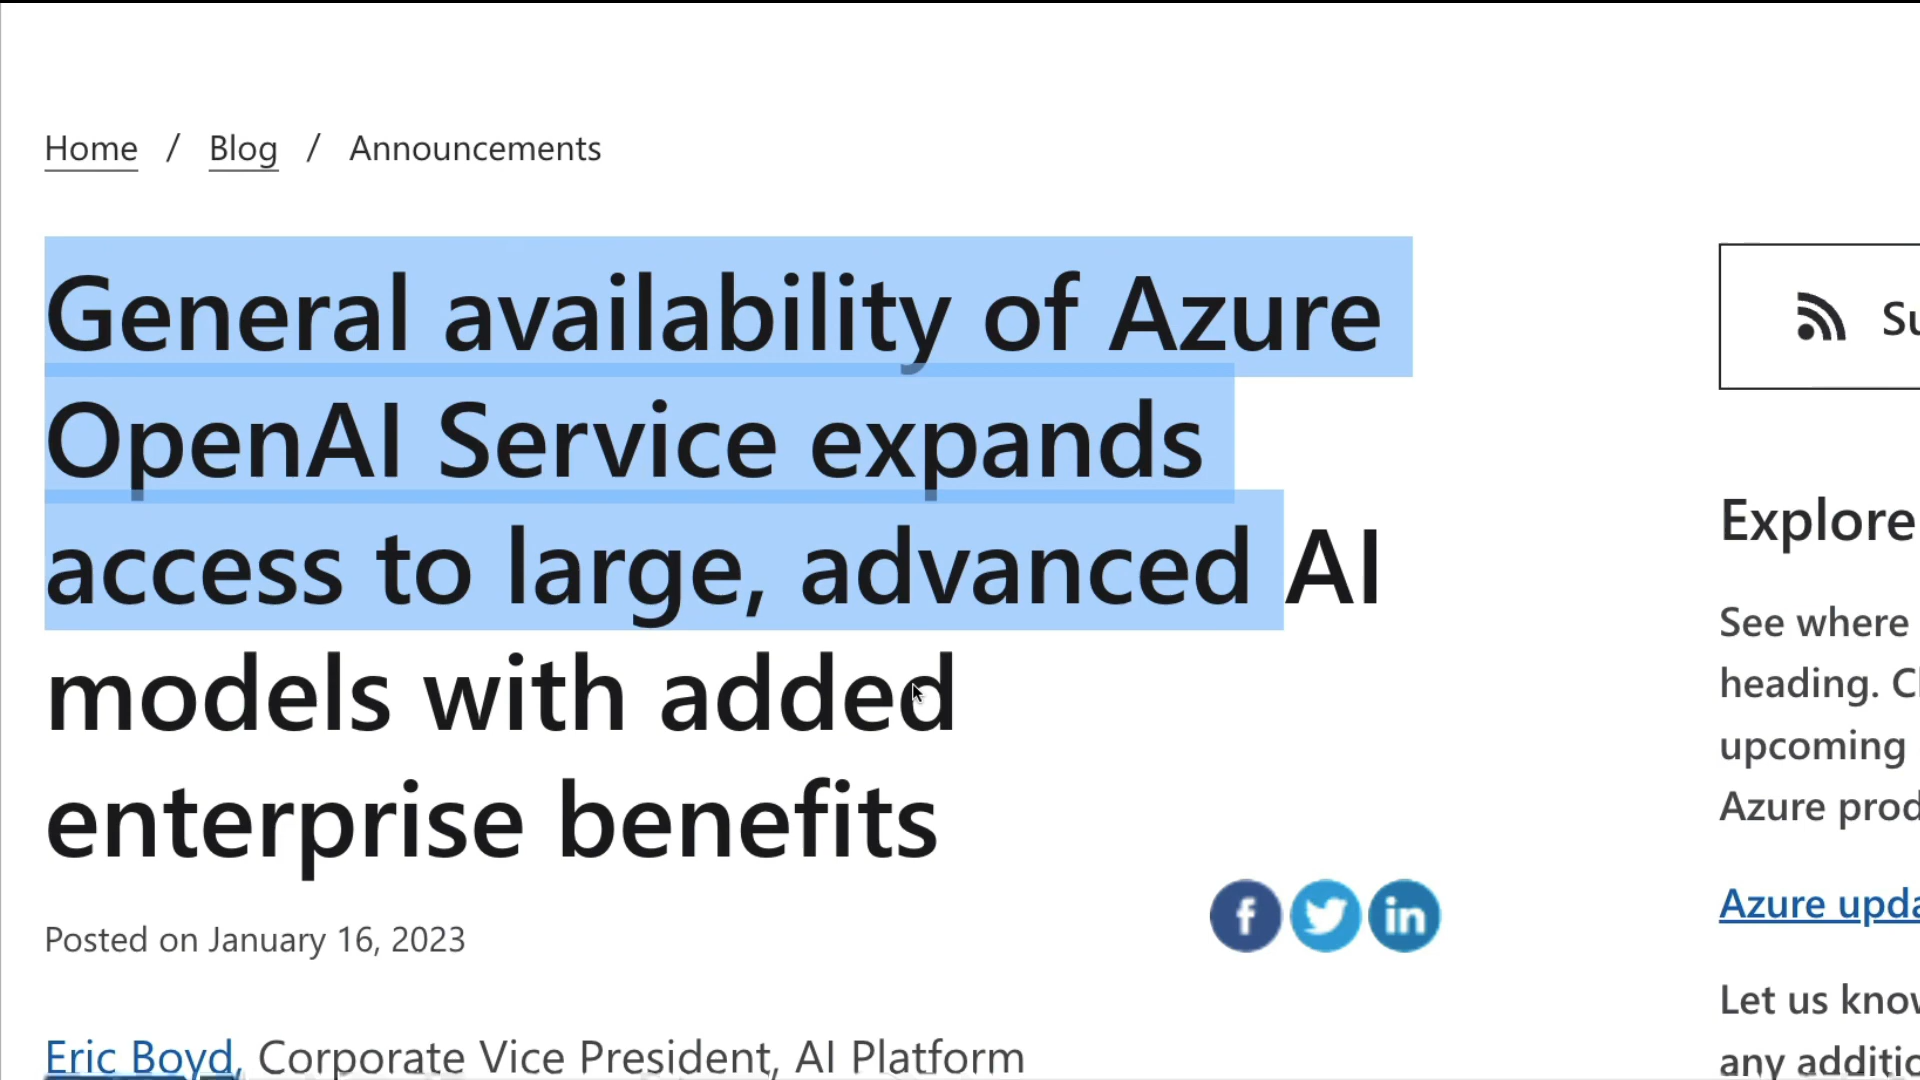 Home / Blog / Announcements
General availability of Azure
OpenAI Service expands
access to large, advanced AI
models with added
enterprise benefits
Posted on January 16, 2023
Eric Boyd, Corporate Vice President, AI Platform
Explore
See where
heading.
upcoming
Azure
Azure
Let us
any